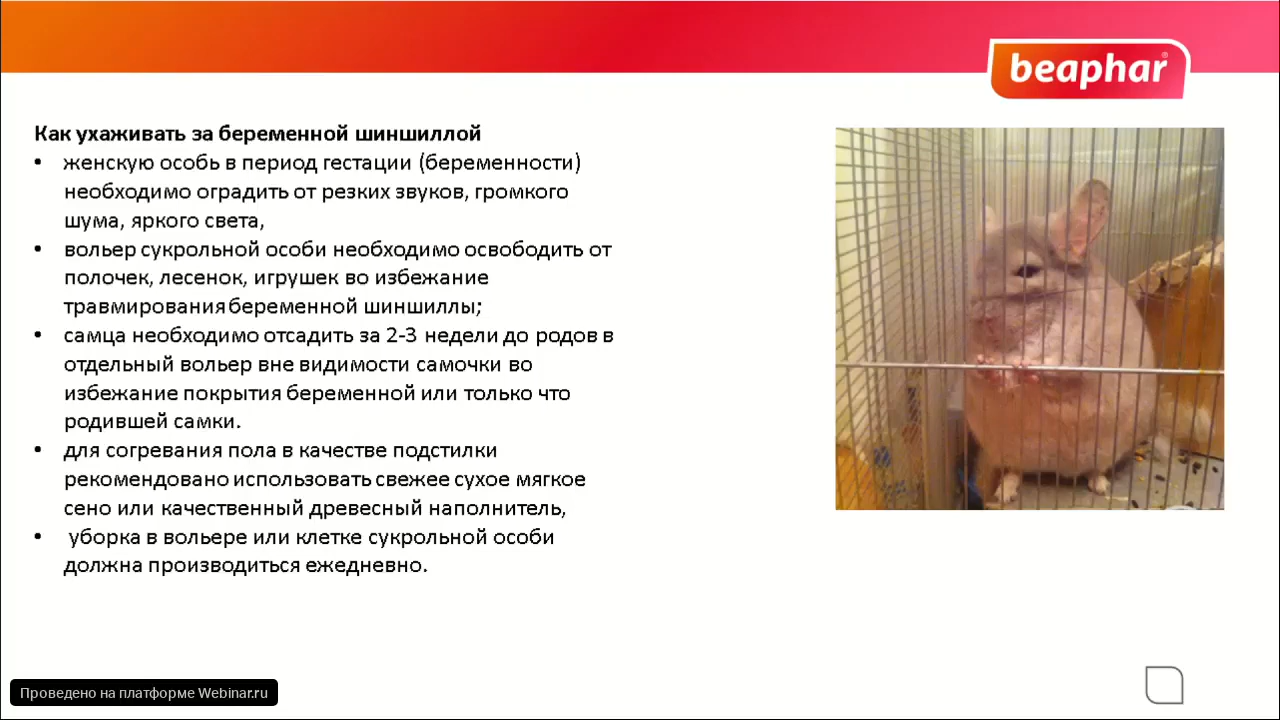 beaphar
Как ухаживать за беременной шиншиллой
• женскую особь в период гестации (беременности)
необходимо оградить от резких звуков, громкого
шума, яркого света,
• вольер сукрольной особи необходимо освободить от
полочек, лесенок, игрушек во избежание
травмирования беременной шиншиллы;
• самца необходимо отсадить за 2-3 недели до родов в
отдельный вольер вне видимости самочки во
избежание покрытия беременной или только что
родившей самки.
• для согревания пола в качестве подстилки
рекомендовано использовать свежее сухое мягкое
сено или качественный древесный наполнитель,
• уборка в вольере или клетке сукрольной особи
должна производиться ежедневно.
Проведено на платформе Webinar.ru